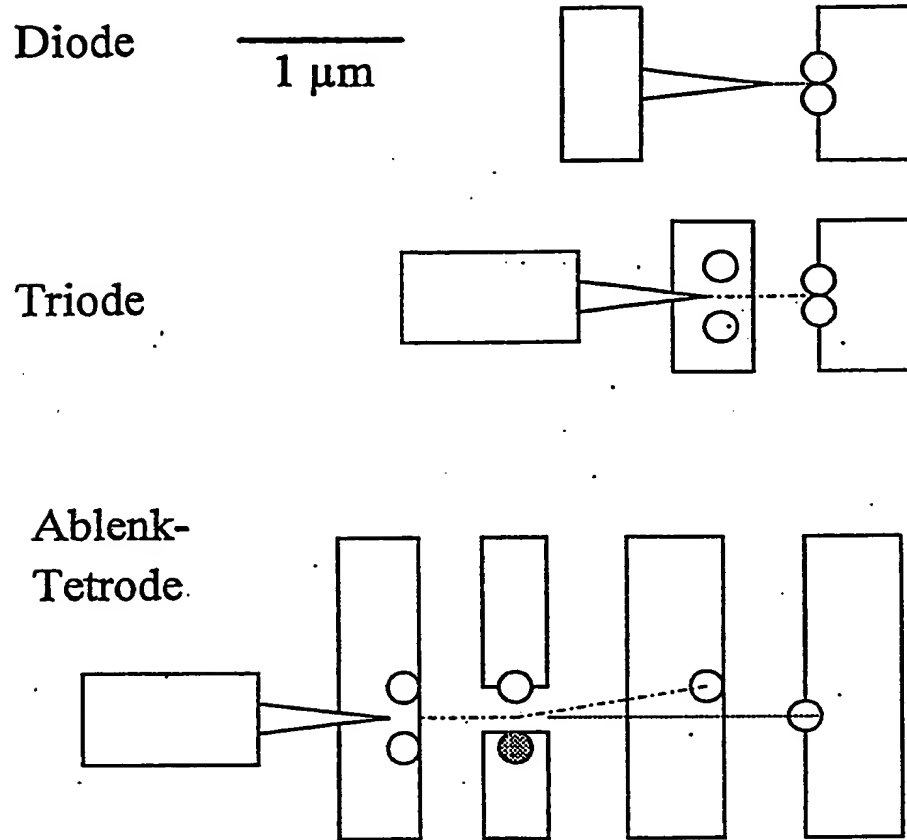 Diode
1 μm
Triode
Ablenk-
Tetrode